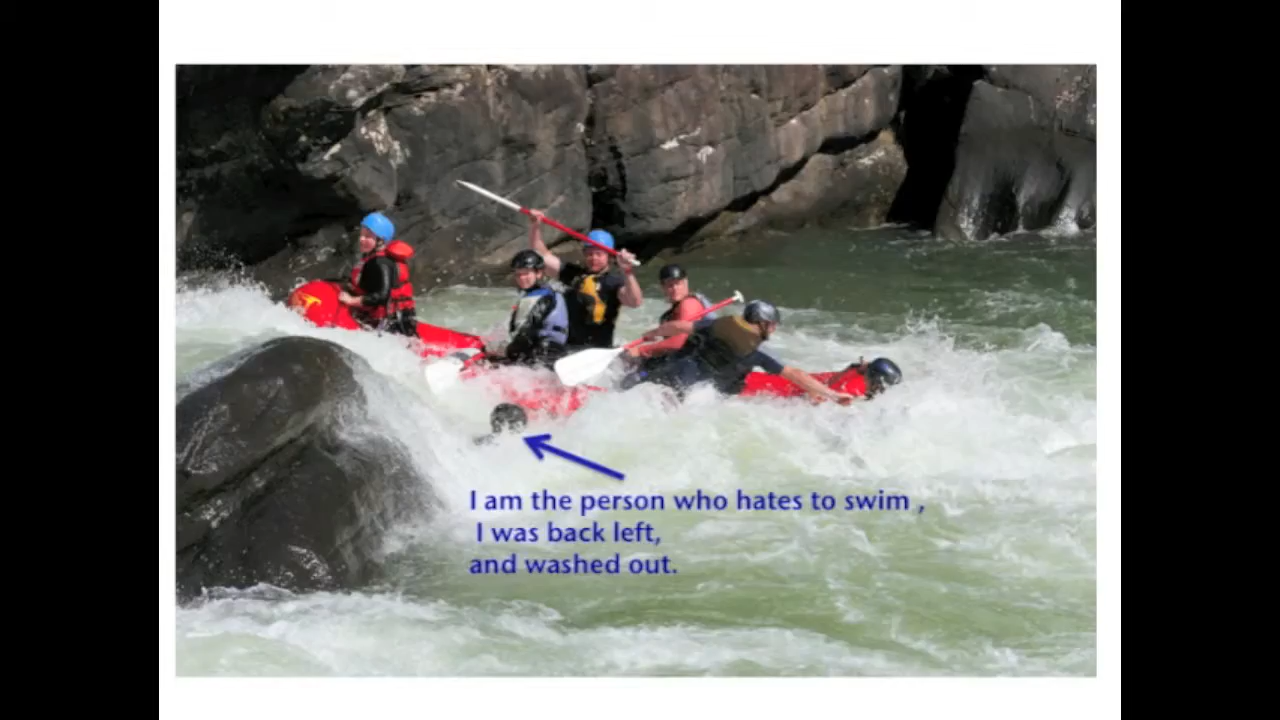 I am the person who hates to swim ,
I was back left,
and washed out.